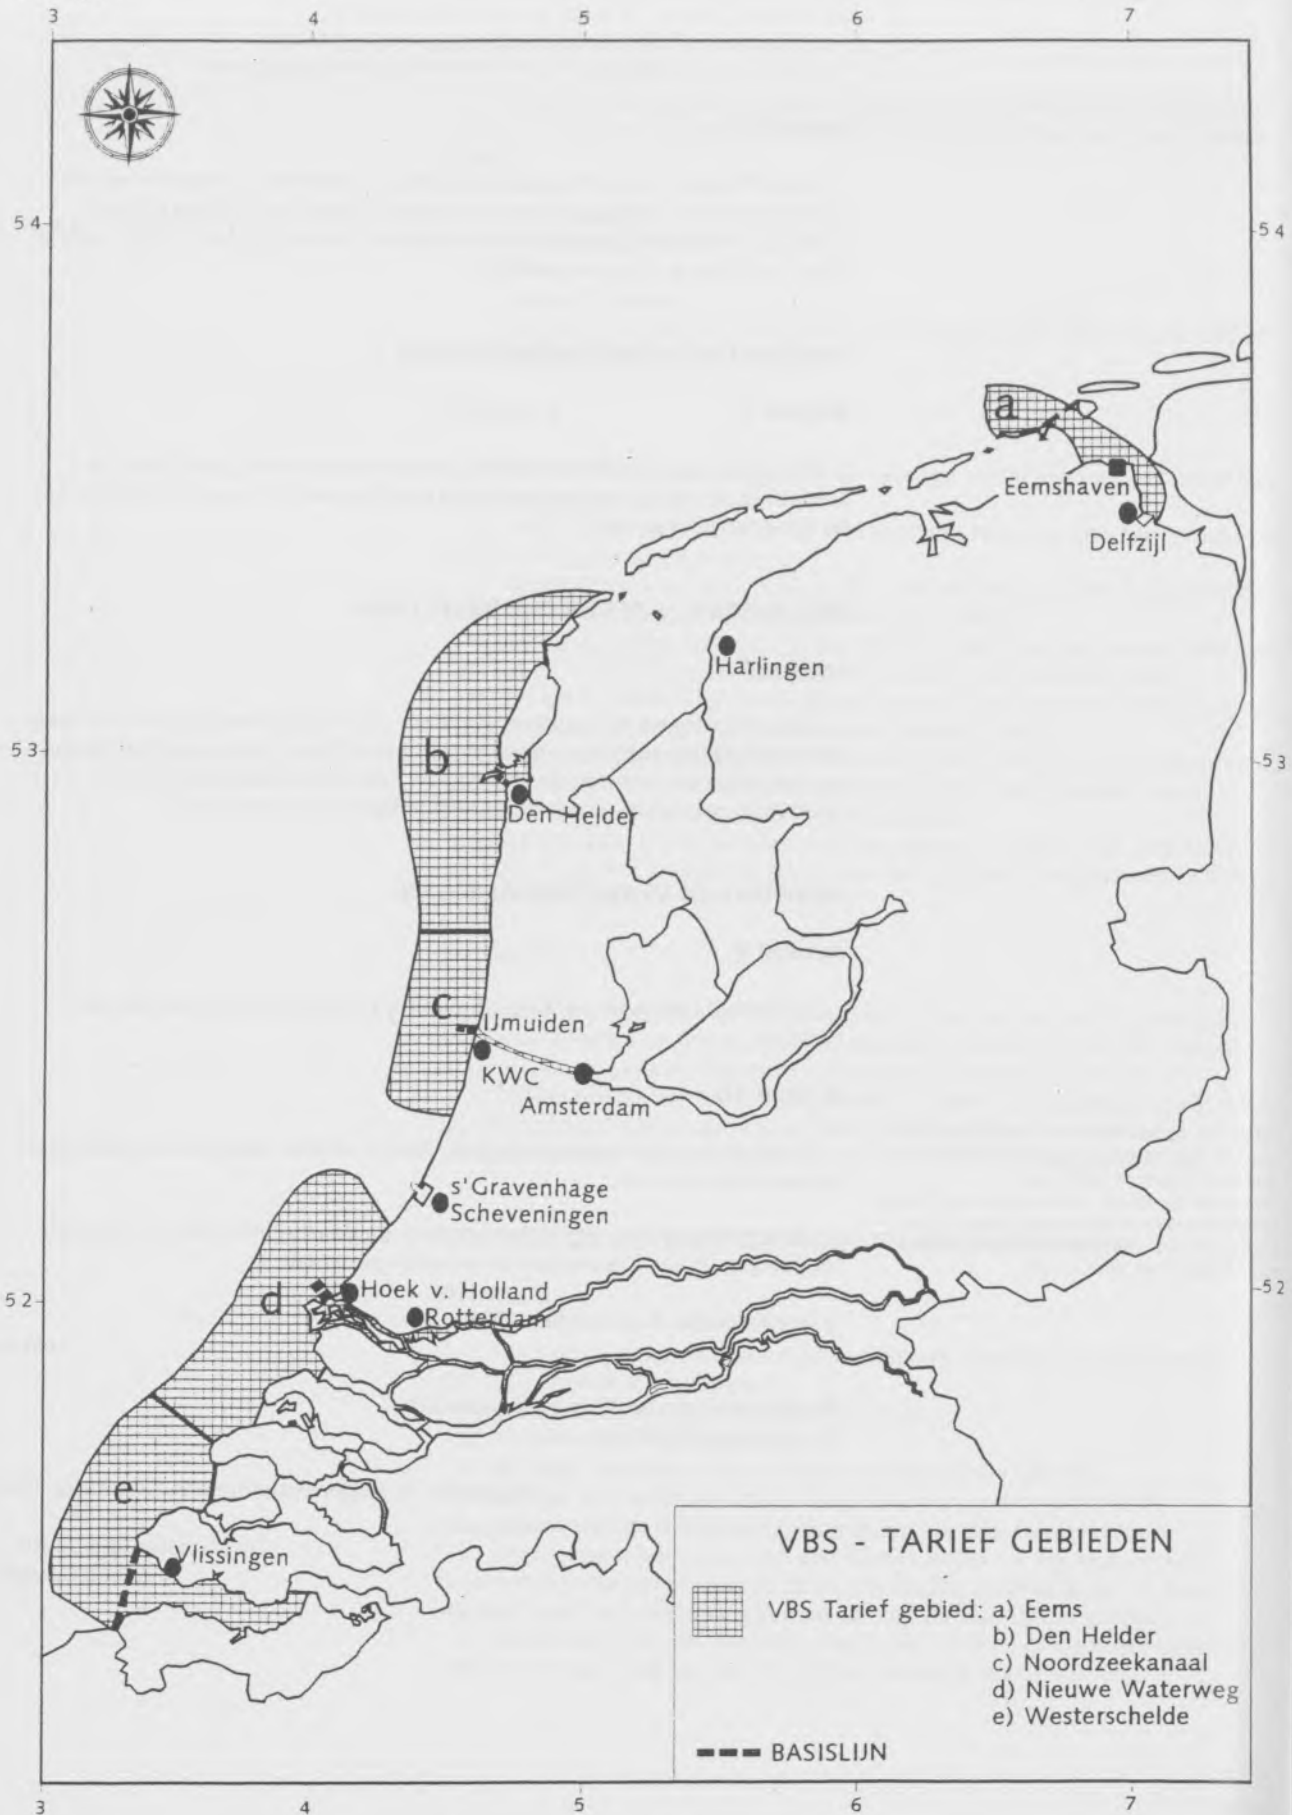 3 4 5 6 7
54 54
a
Eemshaven
Delfzijl
Harlingen
53 53
b
Den Helder
c
IJmuiden
KWC
Amsterdam
s'Gravenhage
Scheveningen
52 52
d
Hoek v. Holland
Rotterdam
e
Vlissingen
VBS - TARIEF GEBIEDEN
VBS Tarief gebied: a) Eems
b) Den Helder
c) Noordzeekanaal
d) Nieuwe Waterweg
e) Westerschelde
BASISLIJN
3 4 5 6 7